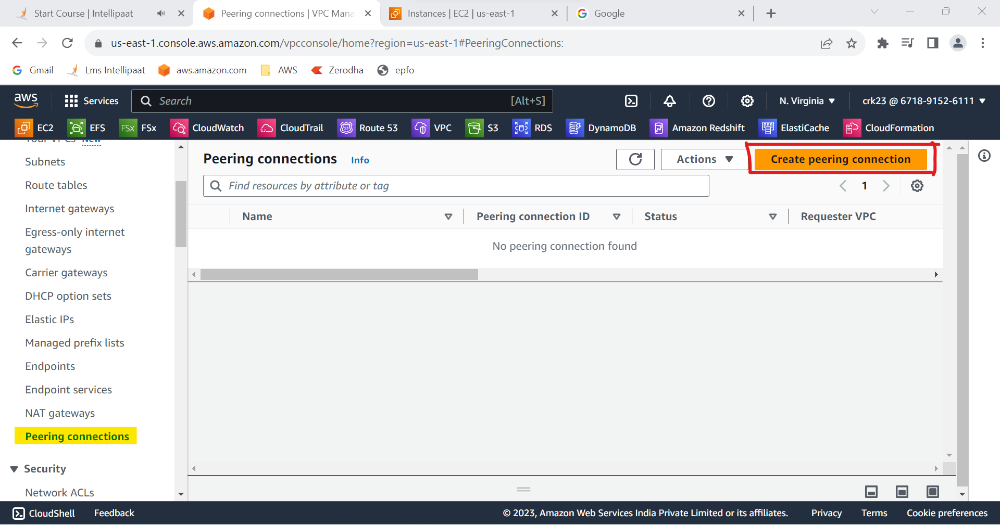 Start Course | Intellipaat
Peering connections | VPC Mana
Instances | EC2 | us-east-1
Google
us-east-1.console.aws.amazon.com/vpcconsole/home?region=us-east-1#PeeringConnections:
Gmail
Lms Intellipaat
aws.amazon.com
AWS
Zerodha
epfo
aws
Services
Search
[Alt+S]
N. Virginia
crk23 @ 6718-9152-6111
EC2
EFS
FSx
FSx
CloudWatch
CloudTrail
53
Route 53
VPC
S3
RDS
DynamoDB
Amazon Redshift
ElastiCache
CloudFormation
Your VPCs New
Subnets
Route tables
Internet gateways
Egress-only internet
gateways
Carrier gateways
DHCP option sets
Elastic IPs
Managed prefix lists
Endpoints
Endpoint services
NAT gateways
Peering connections
Security
Network ACLs
Peering connections
Info
Actions
Create peering connection
Find resources by attribute or tag
1
Name
Peering connection ID
Status
Requester VPC
No peering connection found
CloudShell
Feedback
© 2023, Amazon Web Services India Private Limited or its affiliates.
Privacy
Terms
Cookie preferences